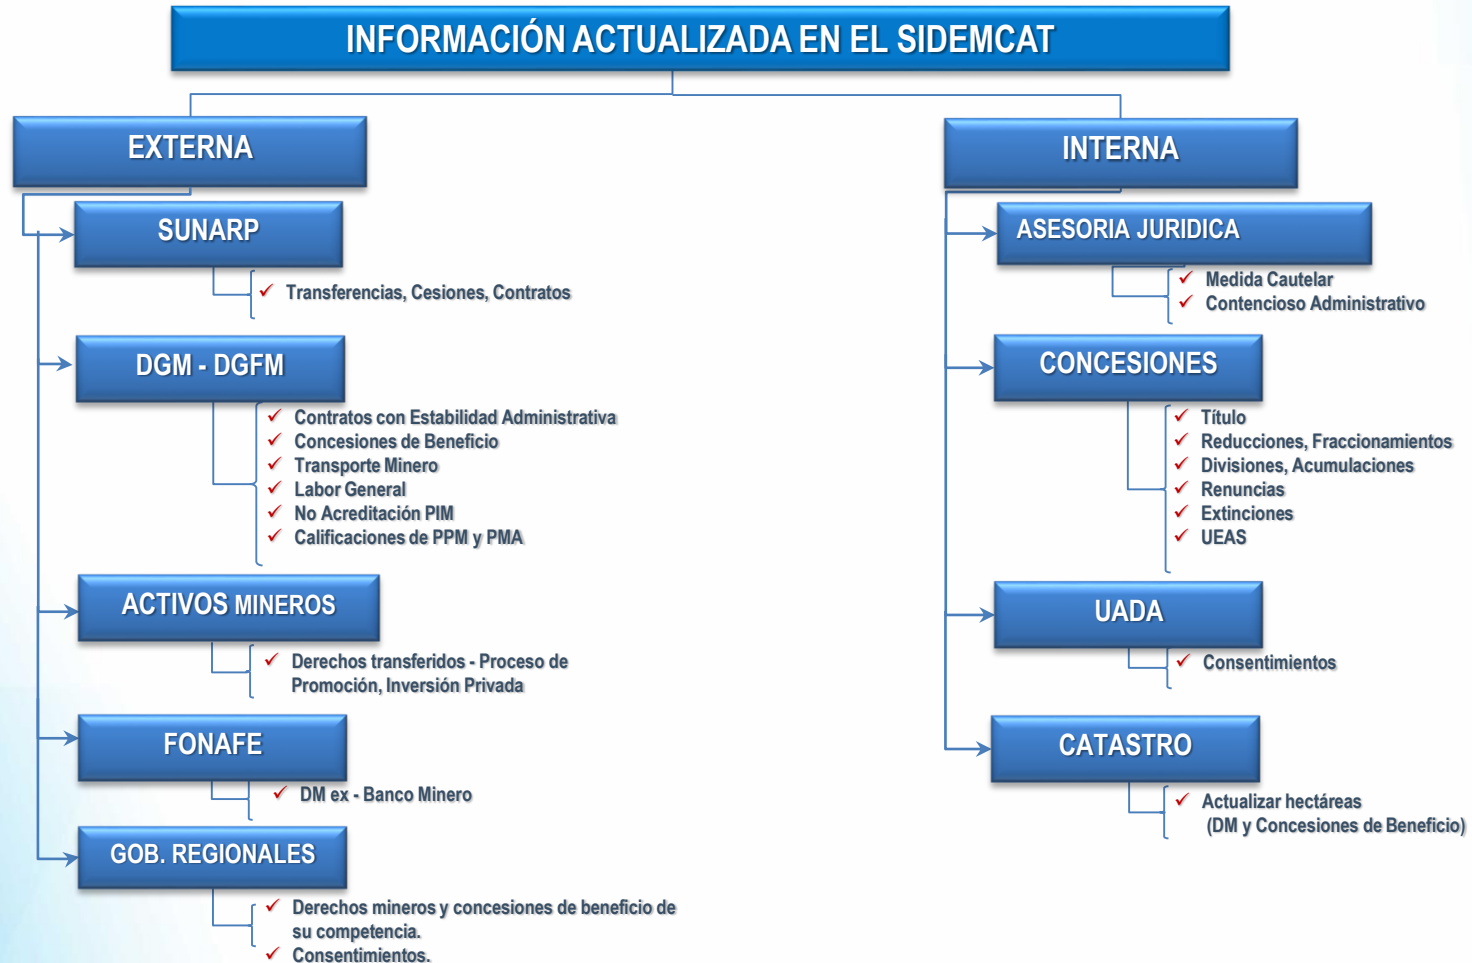 INFORMACIÓN ACTUALIZADA EN EL SIDEMCAT
EXTERNA
SUNARP
Transferencias, Cesiones, Contratos
DGM - DGFM
Contratos con Estabilidad Administrativa
Concesiones de Beneficio
Transporte Minero
Labor General
No Acreditación PIM
Calificaciones de PPM y PMA
ACTIVOS MINEROS
Derechos transferidos - Proceso de
Promoción, Inversión Privada
FONAFE
DM ex - Banco Minero
GOB. REGIONALES
Derechos mineros y concesiones de beneficio de
su competencia.
Consentimientos.
INTERNA
ASESORIA JURIDICA
Medida Cautelar
Contencioso Administrativo
CONCESIONES
Título
Reducciones, Fraccionamientos
Divisiones, Acumulaciones
Renuncias
Extinciones
UEAS
UADA
Consentimientos
CATASTRO
Actualizar hectáreas
(DM y Concesiones de Beneficio)